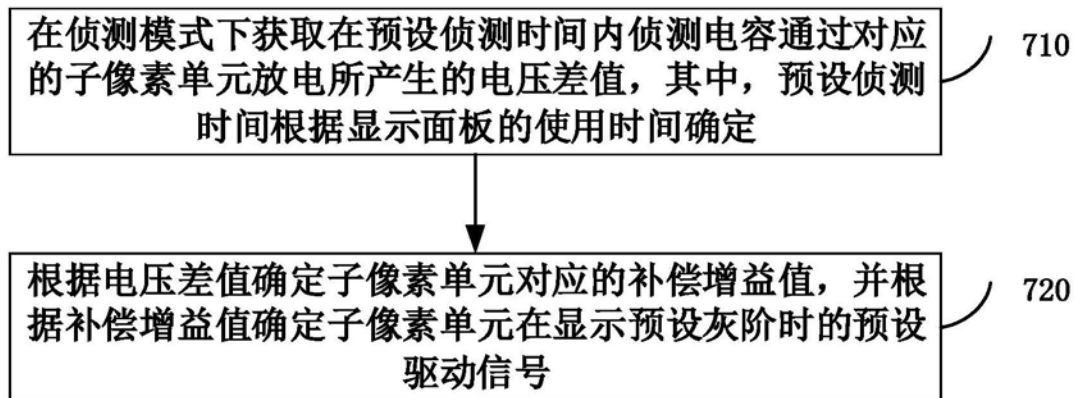 在侦测模式下获取在预设侦测时间内侦测电容通过对应
的子像素单元放电所产生的电压差值，其中，预设侦测
时间根据显示面板的使用时间确定
710
根据电压差值确定子像素单元对应的补偿增益值，并根
据补偿增益值确定子像素单元在显示预设灰阶时的预设
驱动信号
720